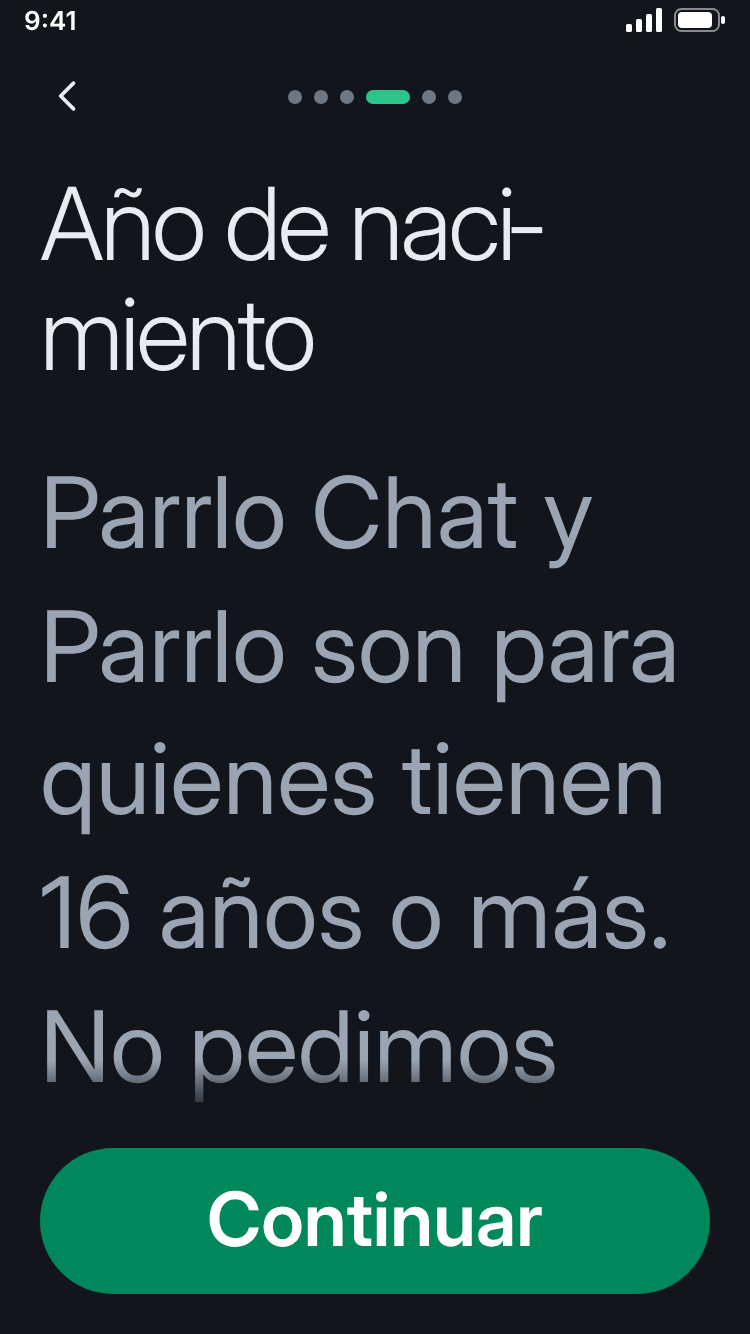 9:41
Año de naci-
miento
Parrlo Chat y
Parrlo son para
quienes tienen
16 años o más.
No pedimos
Continuar